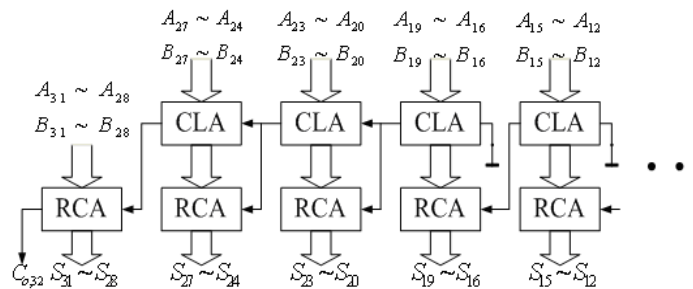 A₂₇ ~ A₂₄ A₂₃ ~ A₂₀ A₁₉ ~ A₁₆ A₁₅ ~ A₁₂
B₂₇ ~ B₂₄ B₂₃ ~ B₂₀ B₁₉ ~ B₁₆ B₁₅ ~ B₁₂
A₃₁ ~ A₂₈
B₃₁ ~ B₂₈
CLA CLA CLA CLA
RCA RCA RCA RCA RCA
Cₒ,₃₂ S₃₁~S₂₈ S₂₇~S₂₄ S₂₃~S₂₀ S₁₉~S₁₆ S₁₅~S₁₂